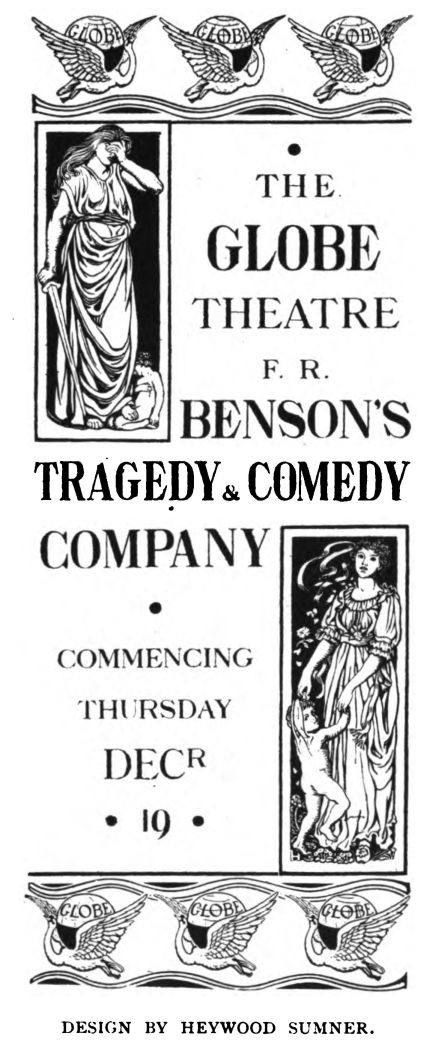 GLOBE GLOBE GLOBE
THE
GLOBE
THEATRE
F. R.
BENSON'S
TRAGEDY & COMEDY
COMPANY
COMMENCING
THURSDAY
DECR
• 19 •
GLOBE GLOBE GLOBE
DESIGN BY HEYWOOD SUMNER.